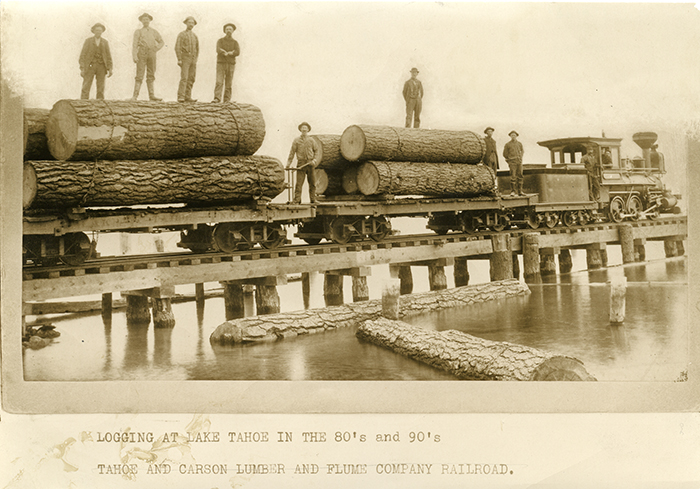 LOGGING AT LAKE TAHOE IN THE 80's and 90's
TAHOE AND CARSON LUMBER AND FLUME COMPANY RAILROAD.